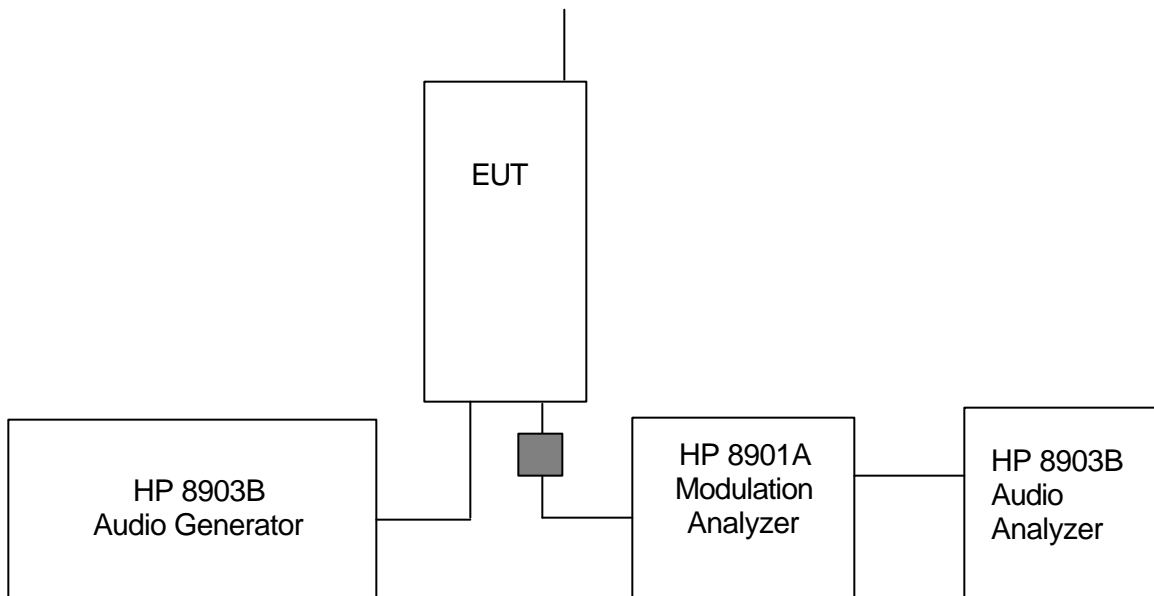 EUT
HP 8903B
Audio Generator
HP 8901A
Modulation
Analyzer
HP 8903B
Audio
Analyzer